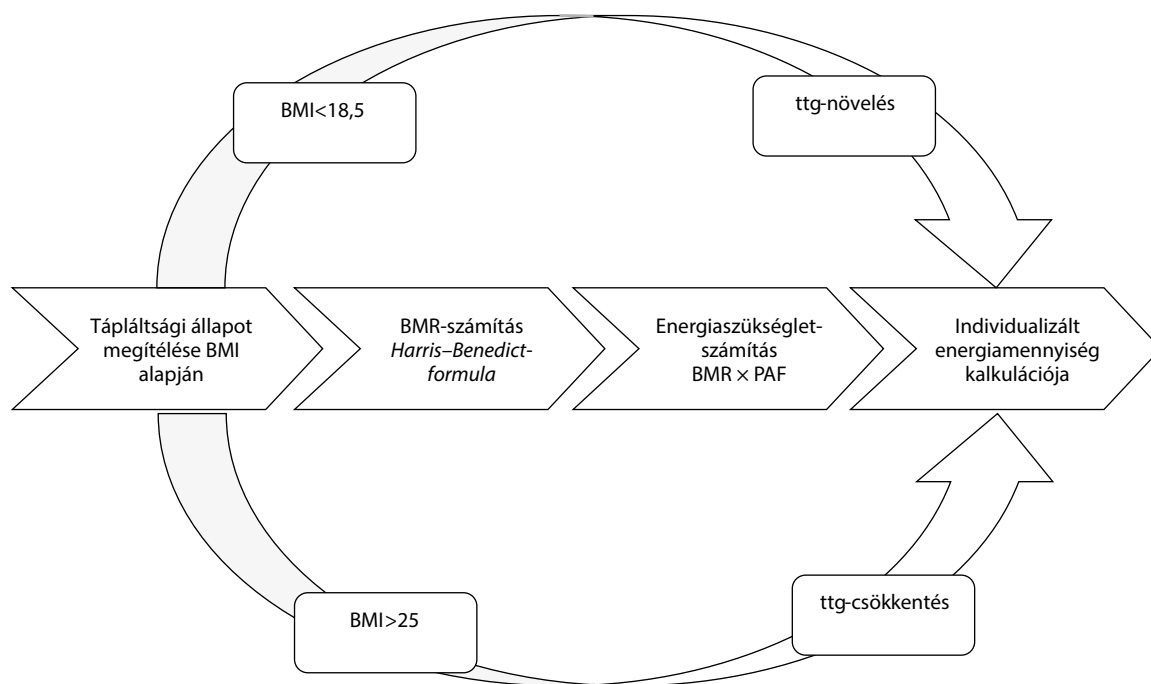 BMI<18,5
ttg-növelés
Tápláltsági állapot
megítélése BMI
alapján
BMR-számítás
Harris–Benedict-
formula
Energiaszükséglet-
számítás
BMR × PAF
Individualizált
energiamennyiség
kalkulációja
BMI>25
ttg-csökkentés